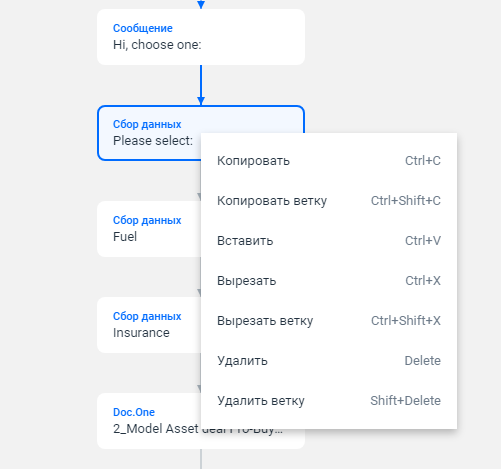 Сообщение
Hi, choose one:
Сбор данных
Please select:
Копировать Ctrl+C
Копировать ветку Ctrl+Shift+C
Вставить Ctrl+V
Вырезать Ctrl+X
Вырезать ветку Ctrl+Shift+X
Удалить Delete
Удалить ветку Shift+Delete
Сбор данных
Fuel
Сбор данных
Insurance
Doc.One
2_Model Asset deal Pro-Buy...